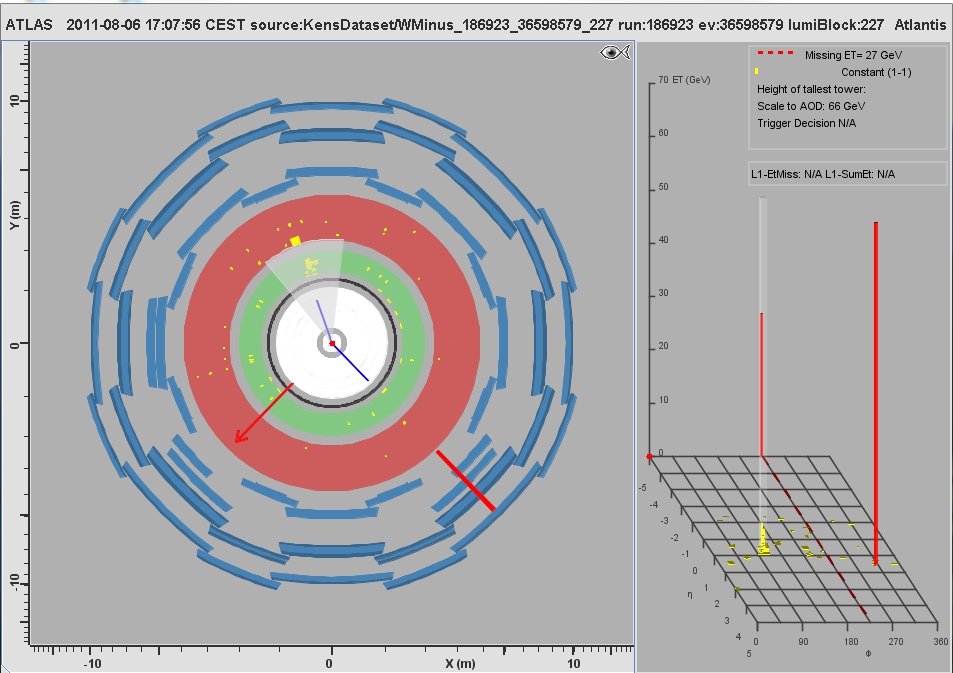 ATLAS 2011-08-06 17:07:56 CEST source:KensDataset/WMinus_186923_36598579_227 run:186923 ev:36598579 lumiBlock:227 Atlantis
Missing ET= 27 GeV
Constant (1-1)
Height of tallest tower:
Scale to AOD: 66 GeV
Trigger Decision N/A
L1-EtMiss: N/A L1-SumEt: N/A
10
Y (m)
0
-10
-10
0
X (m)
10
70 ET (GeV)
60
50
40
30
20
10
0
-5
-4
-3
-2
-1
0
η
1
2
3
4
5
0
90
180
270
360
Φ